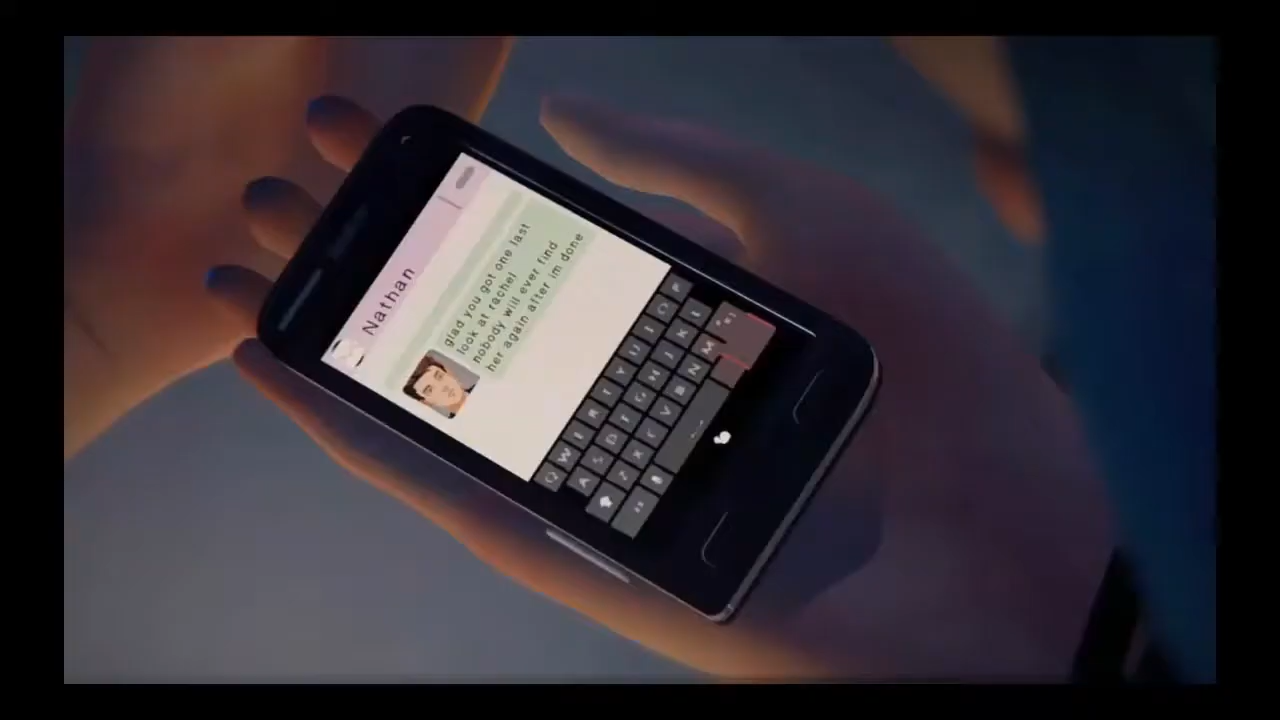 Nathan
glad you got one last
look at rachel
nobody will ever find
her again after im done
Q W E R T Y U I O P
A S D F G H J K L
Z X C V B N M